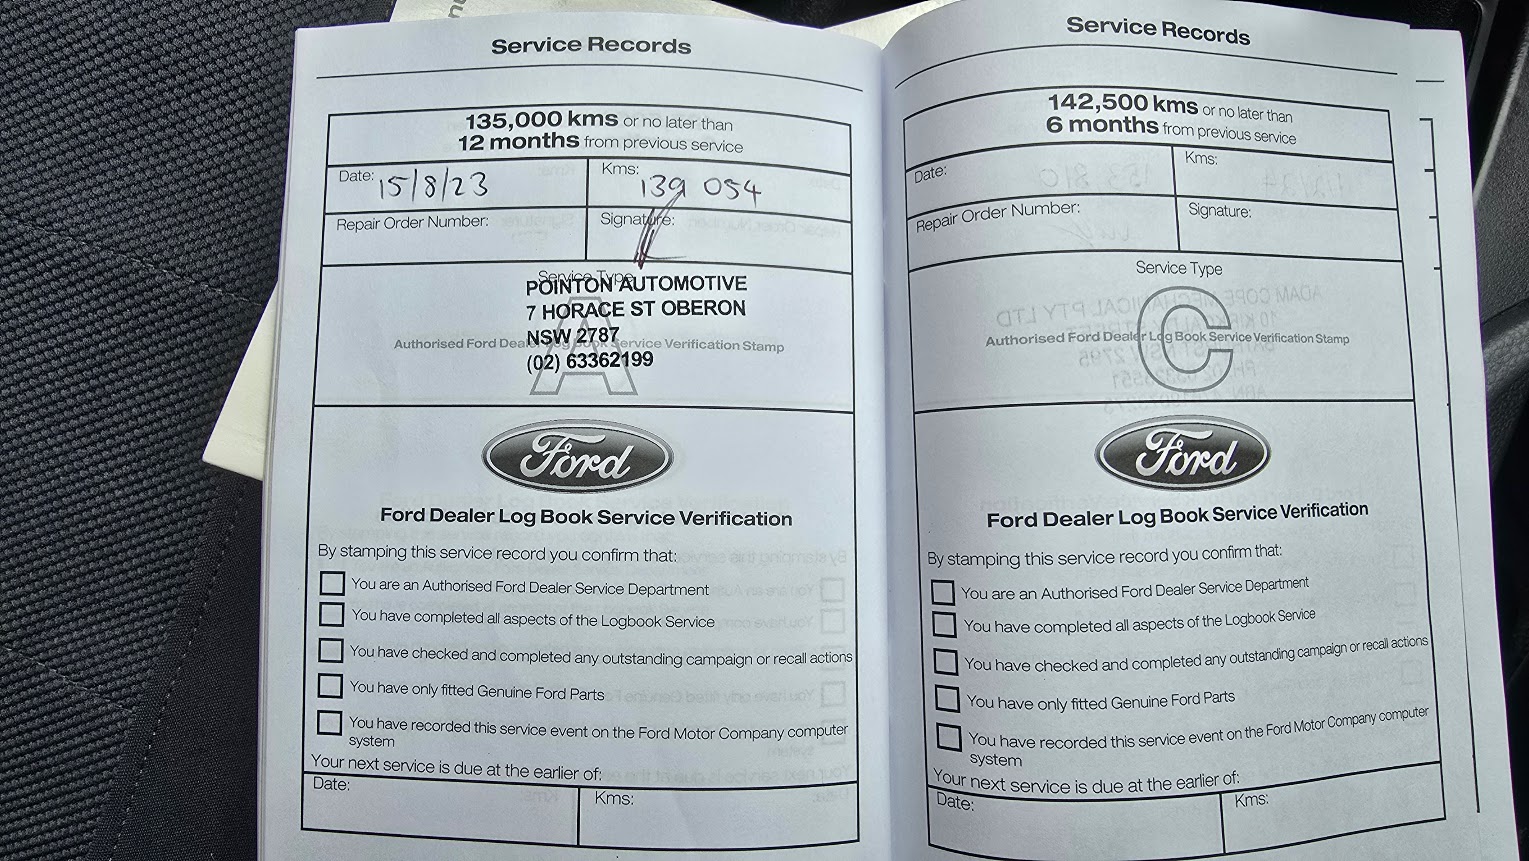 Service Records
135,000 kms or no later than
12 months from previous service
Date: 15/8/23
Kms: 139 054
Repair Order Number:
Signature:
Service Type
A
POINTON AUTOMOTIVE
7 HORACE ST OBERON
NSW 2787
Authorised Ford Dealer Log Book Service Verification Stamp
(02) 63362199
Ford
Ford Dealer Log Book Service Verification
By stamping this service record you confirm that:
You are an Authorised Ford Dealer Service Department
You have completed all aspects of the Logbook Service
You have checked and completed any outstanding campaign or recall actions
You have only fitted Genuine Ford Parts
You have recorded this service event on the Ford Motor Company computer
system
Your next service is due at the earlier of:
Date:
Kms:
Service Records
142,500 kms or no later than
6 months from previous service
Date:
Kms:
Repair Order Number:
Signature:
Service Type
C
Authorised Ford Dealer Log Book Service Verification Stamp
Ford
Ford Dealer Log Book Service Verification
By stamping this service record you confirm that:
You are an Authorised Ford Dealer Service Department
You have completed all aspects of the Logbook Service
You have checked and completed any outstanding campaign or recall actions
You have only fitted Genuine Ford Parts
You have recorded this service event on the Ford Motor Company computer
system
Your next service is due at the earlier of:
Date:
Kms: